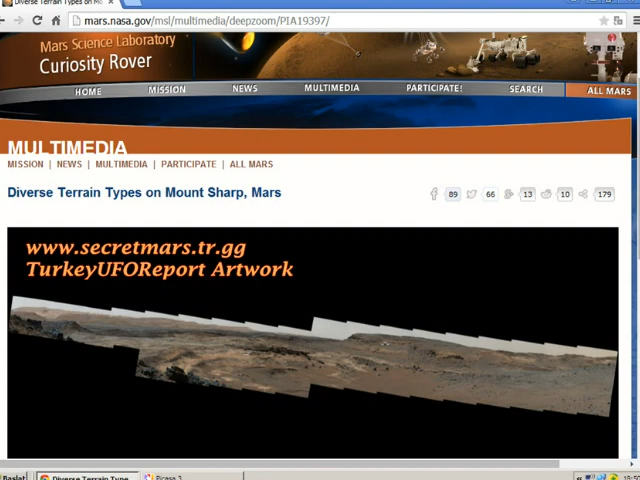 Diverse Terrain Types on Mo
mars.nasa.gov/msl/multimedia/deepzoom/PIA19397/
Mars Science Laboratory
Curiosity Rover
HOME MISSION NEWS MULTIMEDIA PARTICIPATE! SEARCH ALL MARS
MULTIMEDIA
MISSION | NEWS | MULTIMEDIA | PARTICIPATE | ALL MARS
Diverse Terrain Types on Mount Sharp, Mars
89 66 13 10 179
www.secretmars.tr.gg
TurkeyUFOReport Artwork
Başlat Diverse Terrain Type Picasa 3